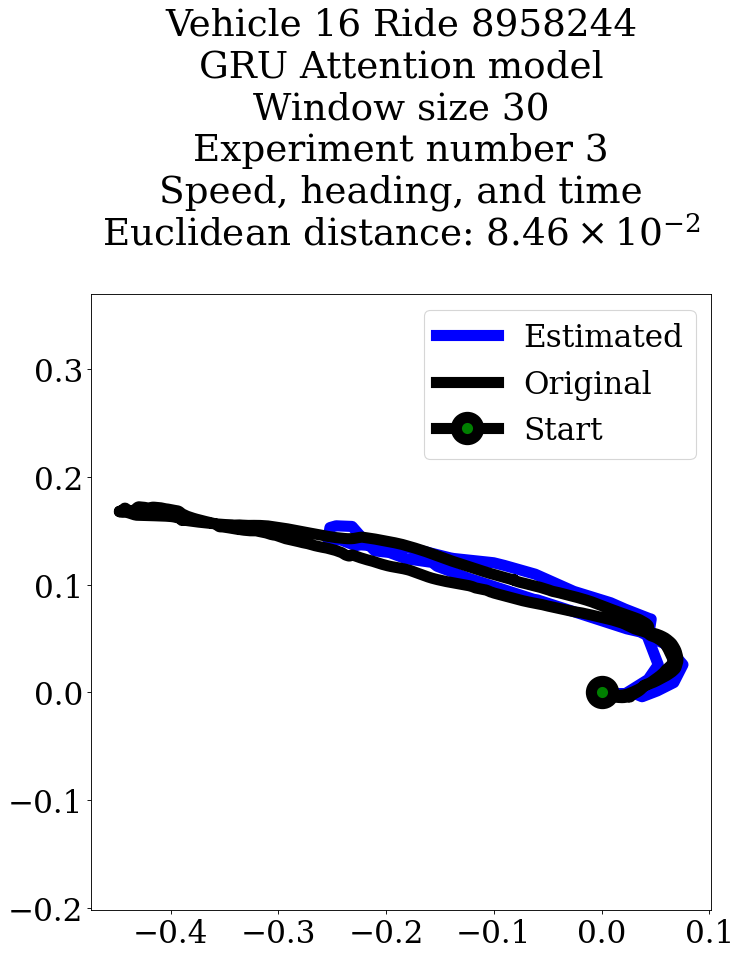 Vehicle 16 Ride 8958244
GRU Attention model
Window size 30
Experiment number 3
Speed, heading, and time
Euclidean distance: 8.46 × 10⁻²
Estimated
Original
Start
0.3
0.2
0.1
0.0
−0.1
−0.2
−0.4
−0.3
−0.2
−0.1
0.0
0.1